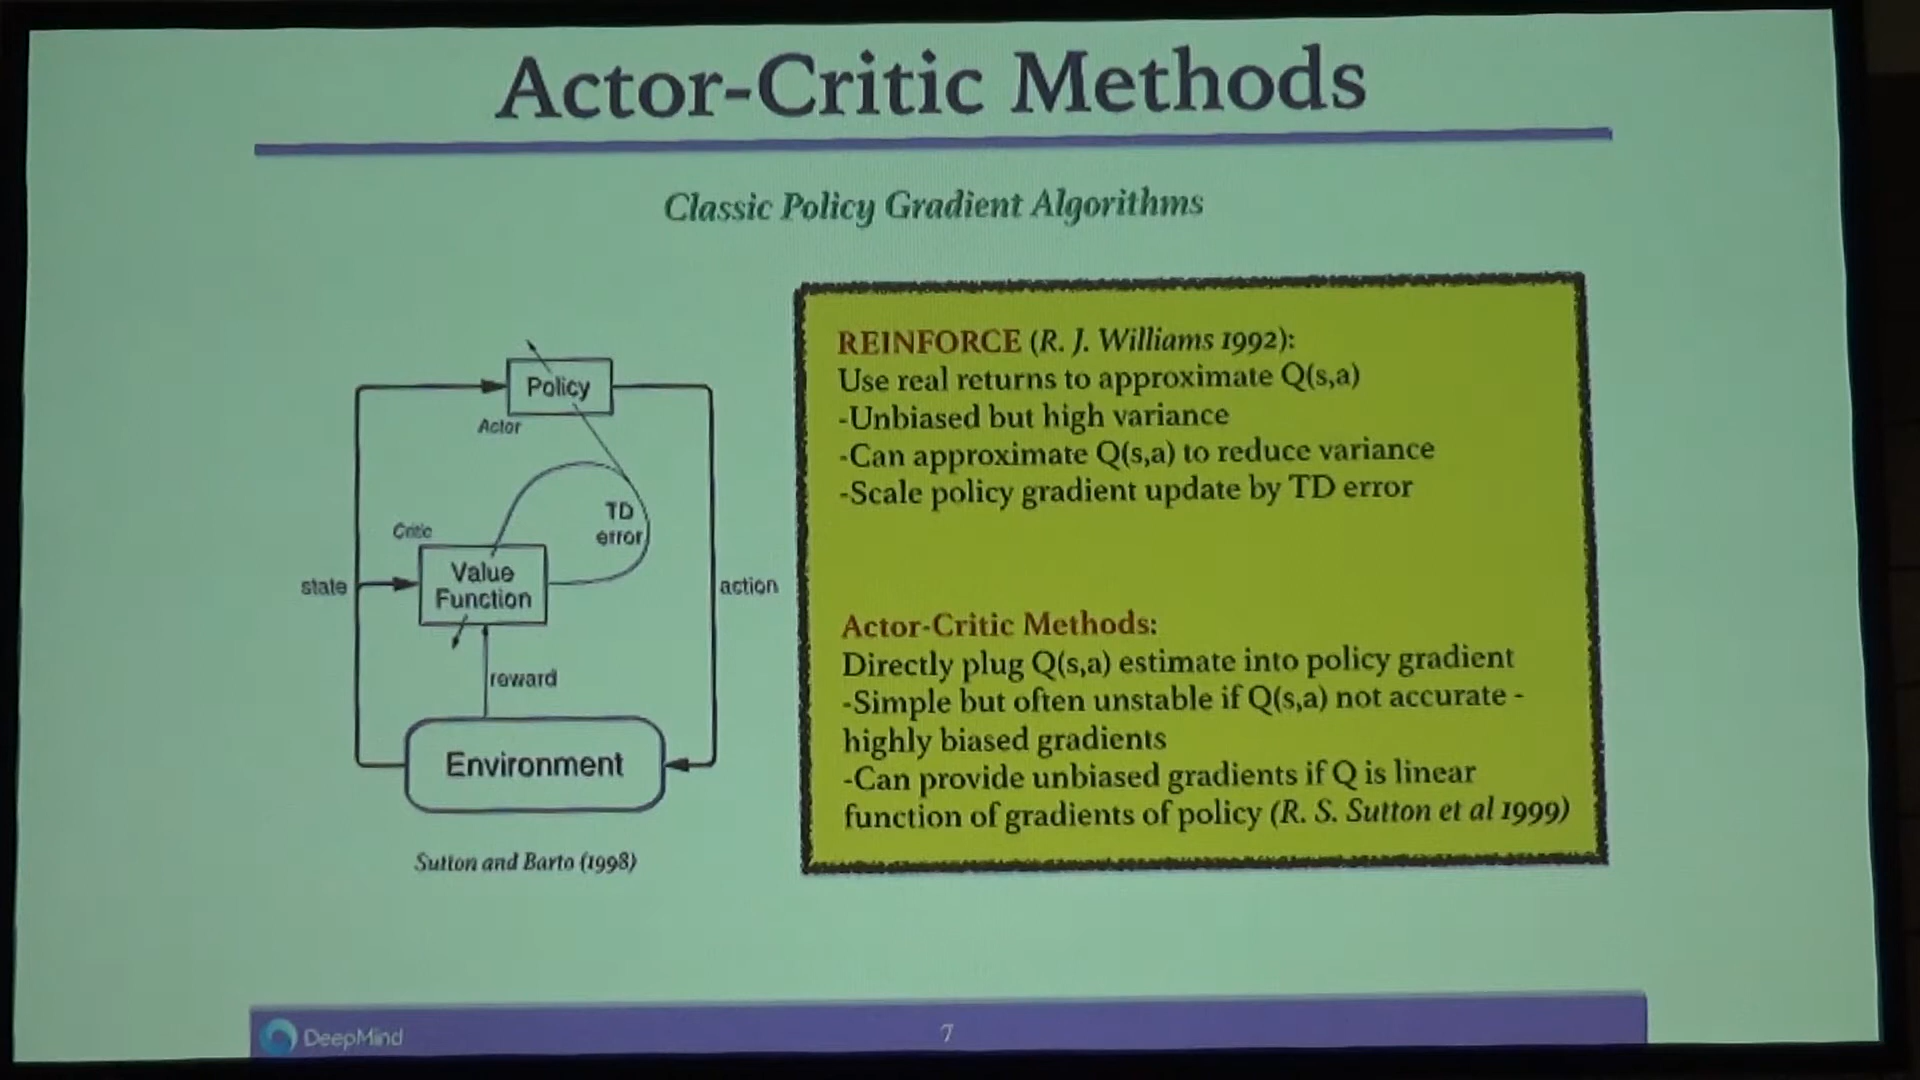 Actor-Critic Methods
Classic Policy Gradient Algorithms
Policy
Actor
TD
error
Critic
Value
Function
state
action
reward
Environment
Sutton and Barto (1998)
REINFORCE (R. J. Williams 1992):
Use real returns to approximate Q(s,a)
-Unbiased but high variance
-Can approximate Q(s,a) to reduce variance
-Scale policy gradient update by TD error
Actor-Critic Methods:
Directly plug Q(s,a) estimate into policy gradient
-Simple but often unstable if Q(s,a) not accurate -
highly biased gradients
-Can provide unbiased gradients if Q is linear
function of gradients of policy (R. S. Sutton et al 1999)
DeepMind
7